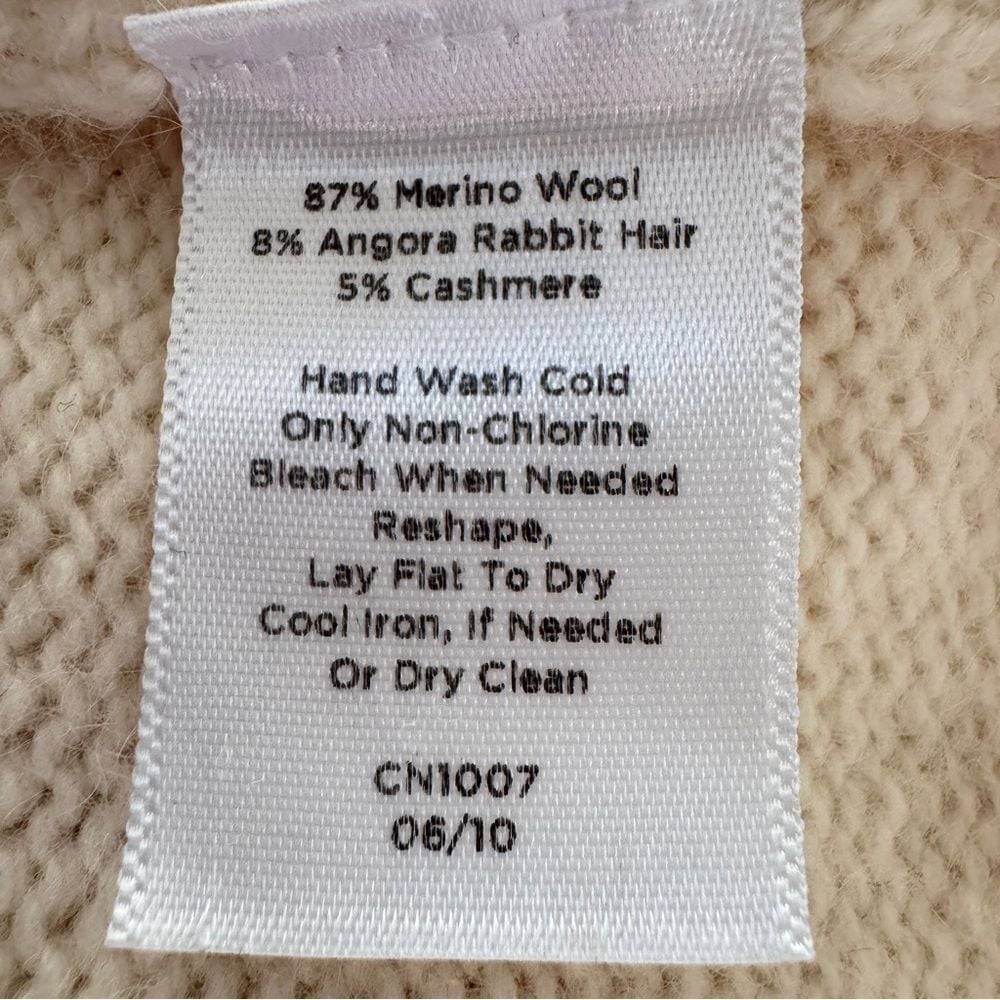 87% Merino Wool
8% Angora Rabbit Hair
5% Cashmere
Hand Wash Cold
Only Non-Chlorine
Bleach When Needed
Reshape,
Lay Flat To Dry
Cool Iron, If Needed
Or Dry Clean
CN1007
06/10